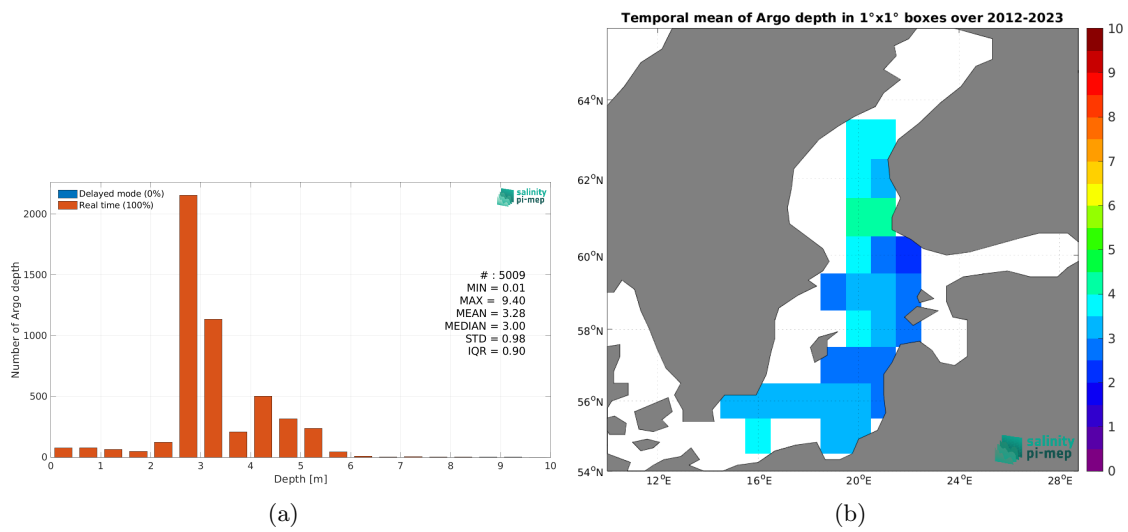 Delayed mode (0%)
Real time (100%)
salinity
pi-mep
# : 5009
MIN = 0.01
MAX = 9.40
MEAN = 3.28
MEDIAN = 3.00
STD = 0.98
IQR = 0.90
Number of Argo depth
2000
1500
1000
500
0
0 1 2 3 4 5 6 7 8 9 10
Depth [m]
(a)
Temporal mean of Argo depth in 1°x1° boxes over 2012-2023
64°N
62°N
60°N
58°N
56°N
54°N
12°E 16°E 20°E 24°E 28°E
salinity
pi-mep
10
9
8
7
6
5
4
3
2
1
0
(b)